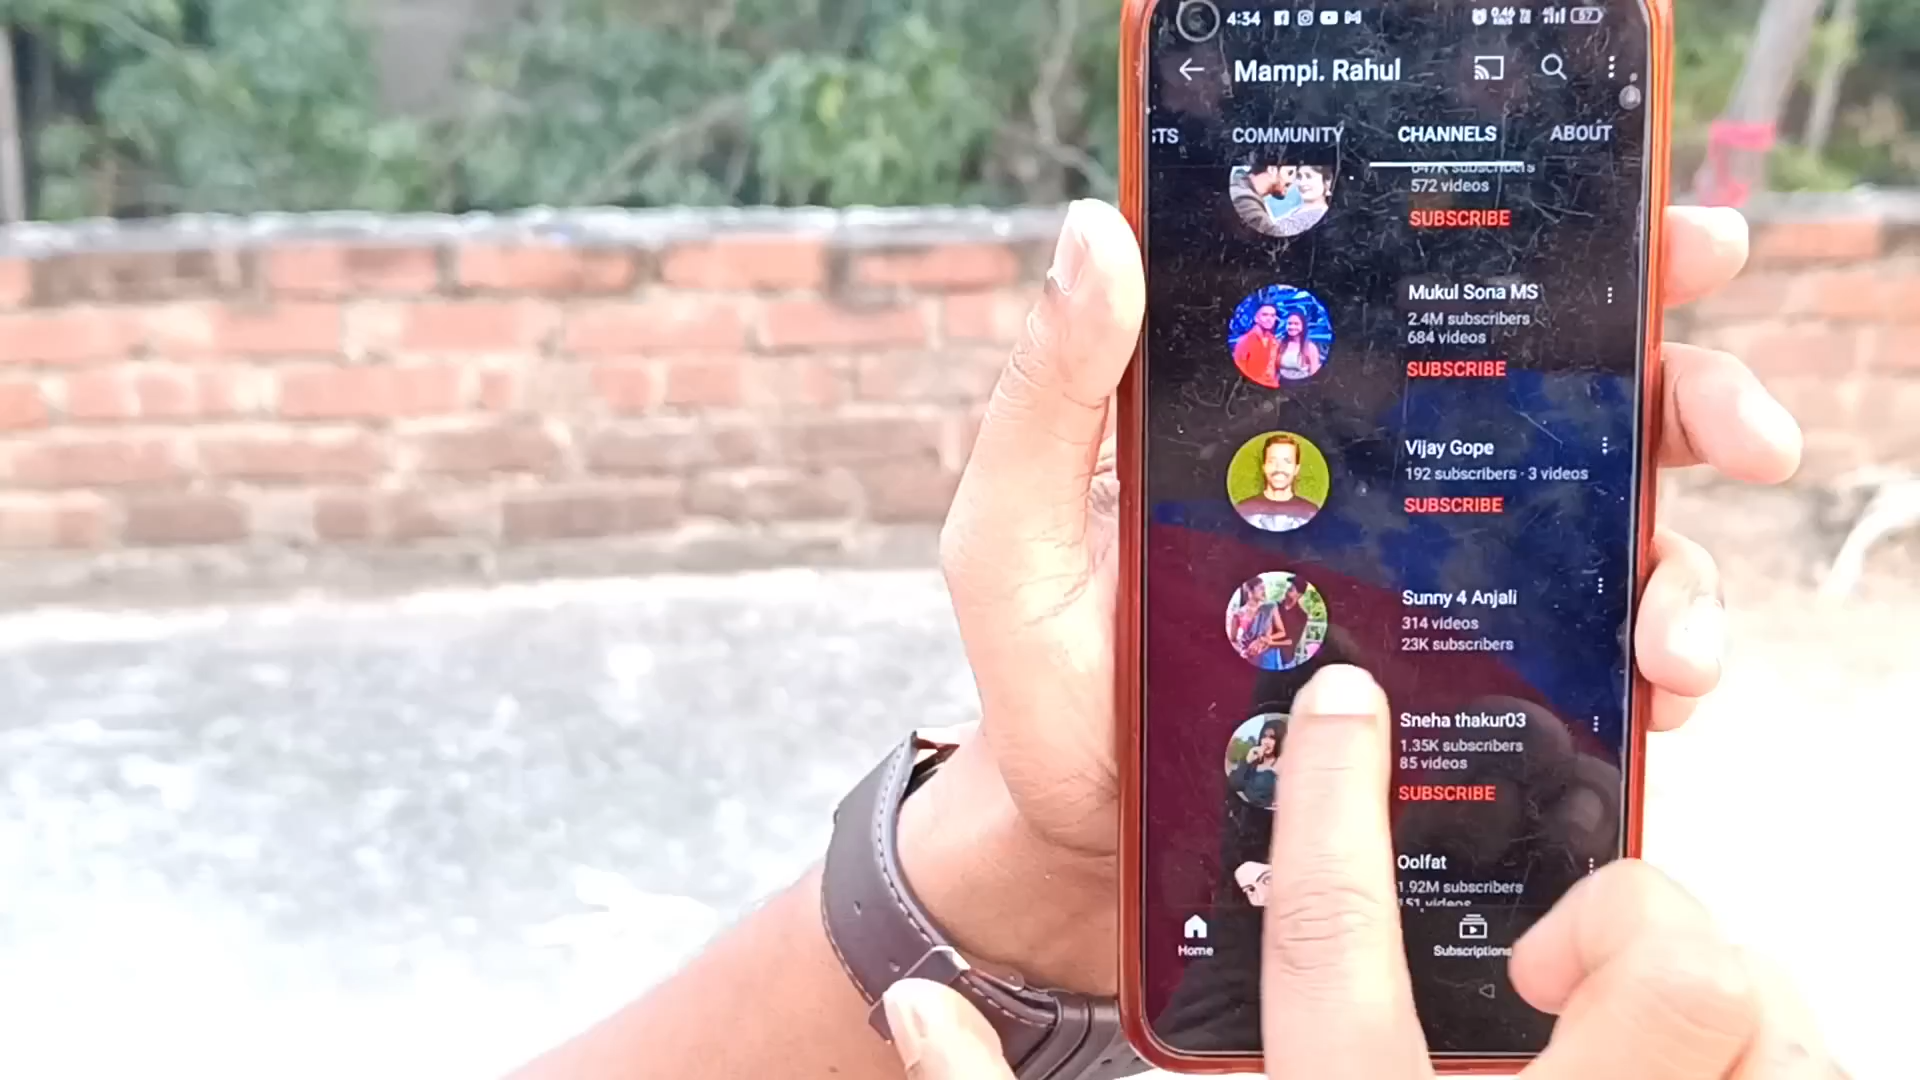 4:34
Mampi. Rahul
COMMUNITY
CHANNELS
ABOUT
572 videos
SUBSCRIBE
Mukul Sona MS
2.4M subscribers
684 videos
SUBSCRIBE
Vijay Gope
192 subscribers · 3 videos
SUBSCRIBE
Sunny 4 Anjali
314 videos
23K subscribers
Sneha thakur03
1.35K subscribers
85 videos
SUBSCRIBE
Oolfat
1.92M subscribers
151 videos
Home
Subscriptions